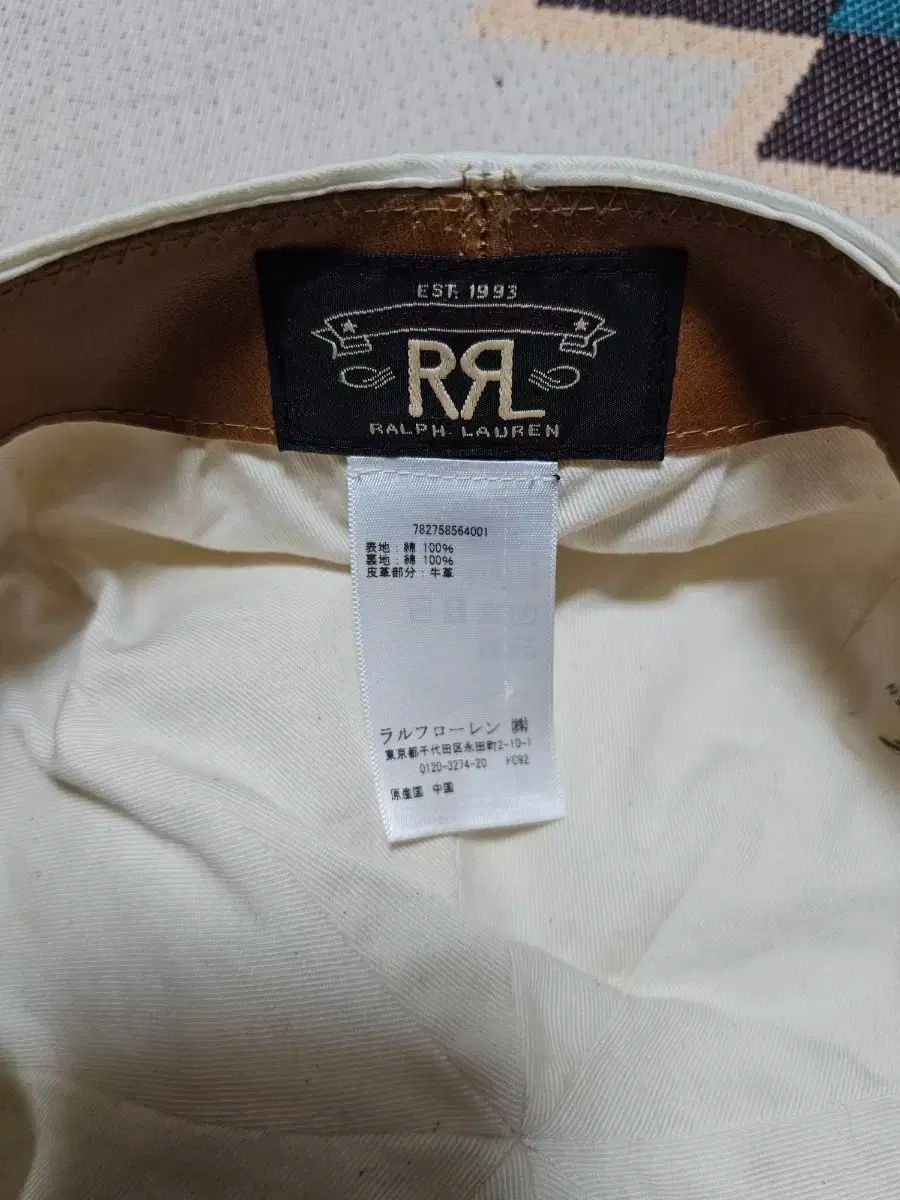 EST. 1993
RRL
RALPH LAUREN
782758564001
表地：綿 100%
裏地：綿 100%
皮革部分：牛革
ラルフローレン ㈱
東京都千代田区永田町2-10-1
0120-3274-20
原産国 中国